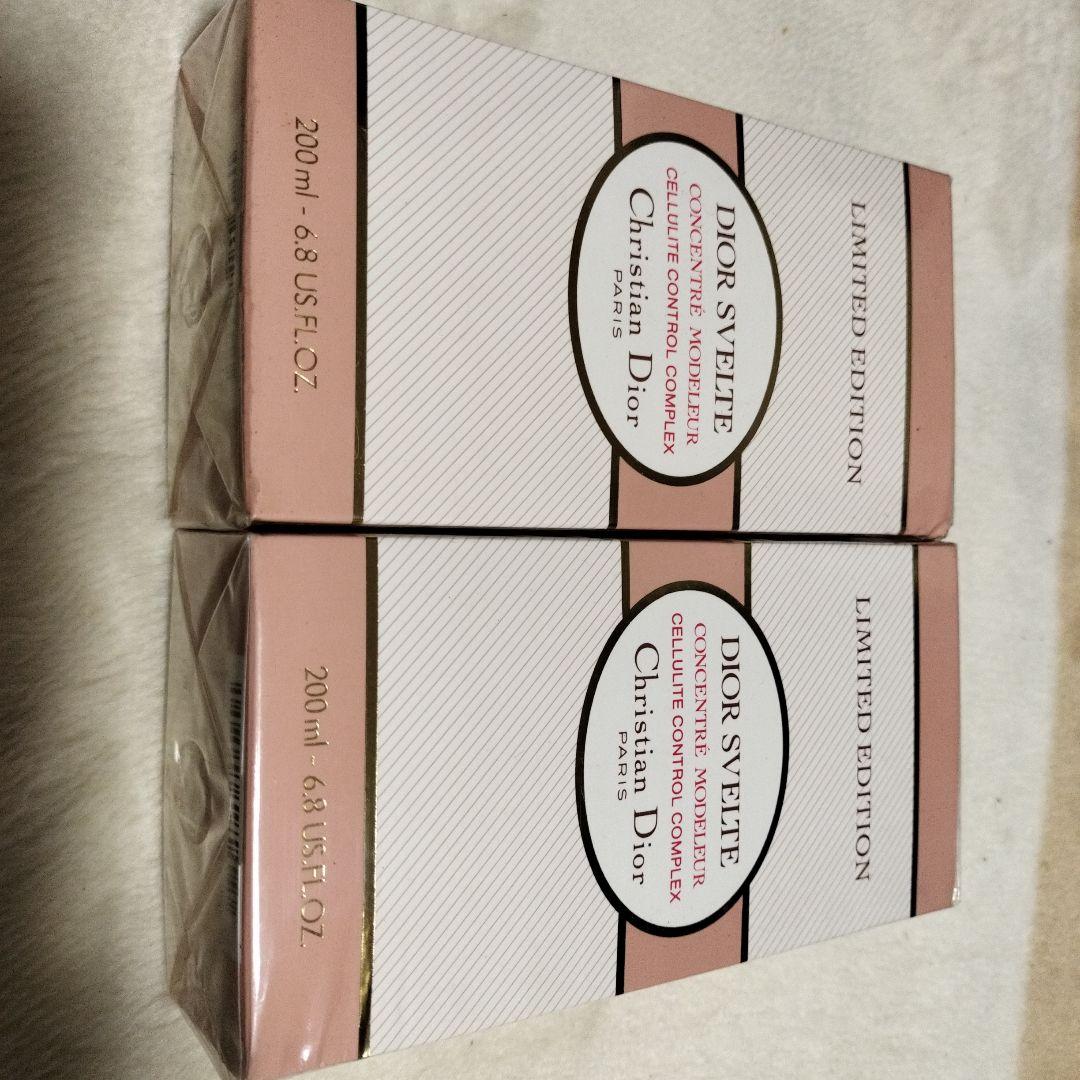 LIMITED EDITION
DIOR SVELTE
CONCENTRÉ MODELEUR
CELLULITE CONTROL COMPLEX
Christian Dior
PARIS
200 ml - 6.8 US.FL.OZ.
LIMITED EDITION
DIOR SVELTE
CONCENTRÉ MODELEUR
CELLULITE CONTROL COMPLEX
Christian Dior
PARIS
200 ml - 6.8 US.FL.OZ.